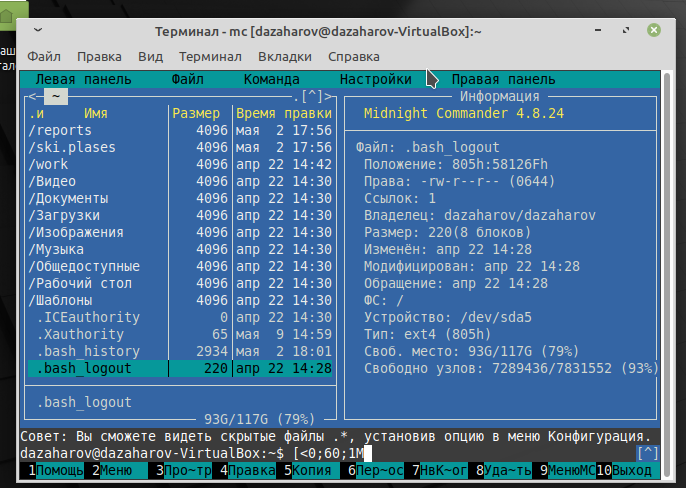 Терминал - mc [dazaharov@dazaharov-VirtualBox]:~
Файл Правка Вид Терминал Вкладки Справка
Левая панель Файл Команда Настройки Правая панель
<─ ~ ─.[^]>
.и Имя Размер Время правки
/reports 4096 мая 2 17:56
/ski.plases 4096 мая 2 17:56
/work 4096 апр 22 14:42
/Видео 4096 апр 22 14:30
/Документы 4096 апр 22 14:30
/Загрузки 4096 апр 22 14:30
/Изображения 4096 апр 22 14:30
/Музыка 4096 апр 22 14:30
/Общедоступные 4096 апр 22 14:30
/Рабочий стол 4096 апр 22 14:30
/Шаблоны 4096 апр 22 14:30
.ICEauthority 0 апр 22 14:30
.Xauthority 65 мая 9 14:59
.bash_history 2934 мая 2 18:01
.bash_logout 220 апр 22 14:28
.bash_logout
93G/117G (79%)
Информация
Midnight Commander 4.8.24
Файл: .bash_logout
Положение: 805h:58126Fh
Права: -rw-r--r-- (0644)
Ссылок: 1
Владелец: dazaharov/dazaharov
Размер: 220(8 блоков)
Изменён: апр 22 14:28
Модифицирован: апр 22 14:28
Обращение: апр 22 14:28
ФС: /
Устройство: /dev/sda5
Тип: ext4 (805h)
Своб. место: 93G/117G (79%)
Свободно узлов: 7289436/7831552 (93%)
Совет: Вы сможете видеть скрытые файлы .*, установив опцию в меню Конфигурация.
dazaharov@dazaharov-VirtualBox:~$ [<0;60;1M [^]
1Помощь 2Меню 3Про~тр 4Правка 5Копия 6Пер~ос 7НвК~ог 8Уда~ть 9МенюМС 10Выход